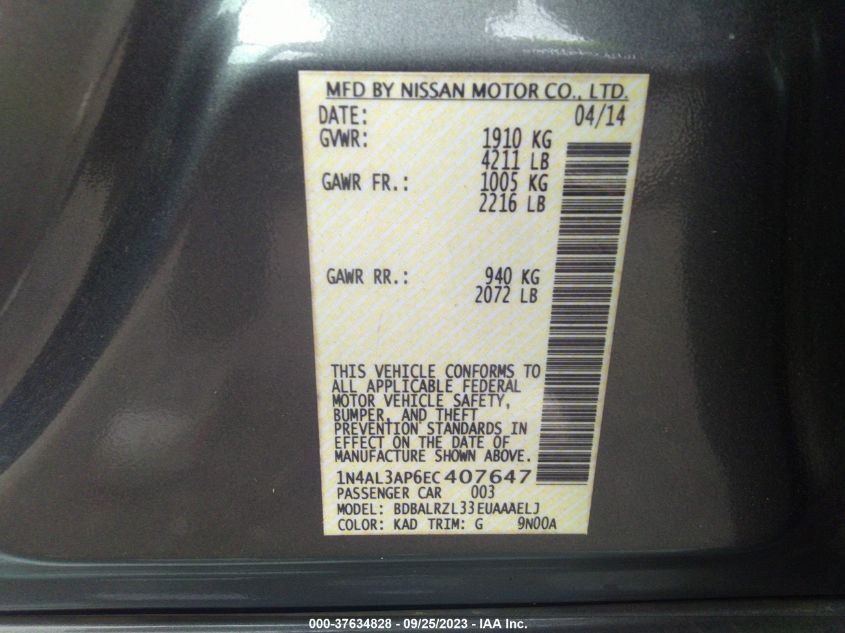 MFD BY NISSAN MOTOR CO., LTD.
DATE: 04/14
GVWR: 1910 KG
4211 LB
GAWR FR.: 1005 KG
2216 LB
GAWR RR.: 940 KG
2072 LB
THIS VEHICLE CONFORMS TO
ALL APPLICABLE FEDERAL
MOTOR VEHICLE SAFETY,
BUMPER, AND THEFT
PREVENTION STANDARDS IN
EFFECT ON THE DATE OF
MANUFACTURE SHOWN ABOVE.
1N4AL3AP6EC407647
PASSENGER CAR 003
MODEL: BDBALRZL33EUAAAELJ
COLOR: KAD TRIM: G 9N00A
000-37634828 - 09/25/2023 - IAA Inc.